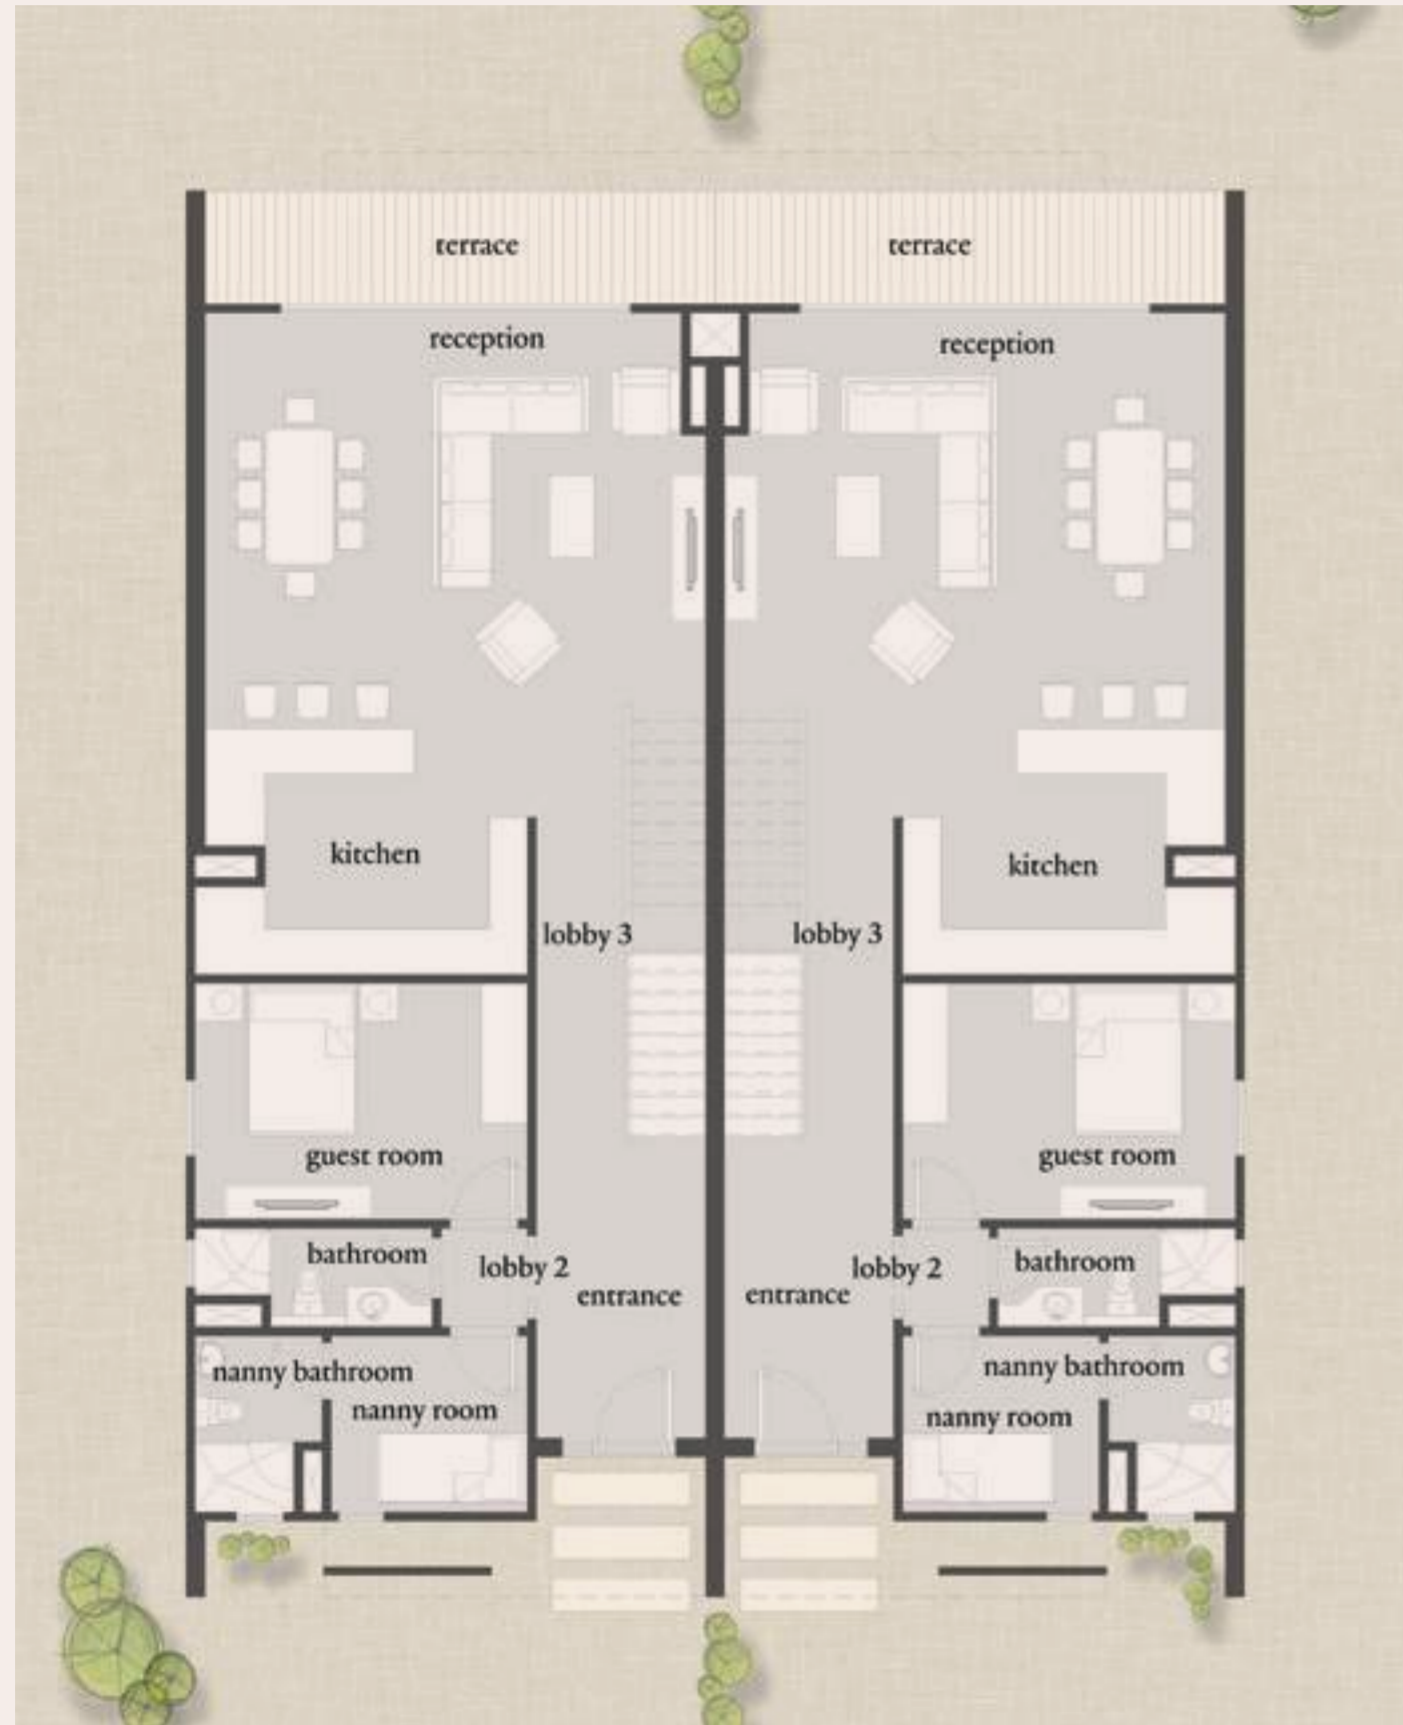 terrace
terrace
reception
reception
kitchen
kitchen
lobby 3
lobby 3
guest room
guest room
bathroom
lobby 2
entrance
entrance
lobby 2
bathroom
nanny bathroom
nanny room
nanny bathroom
nanny room